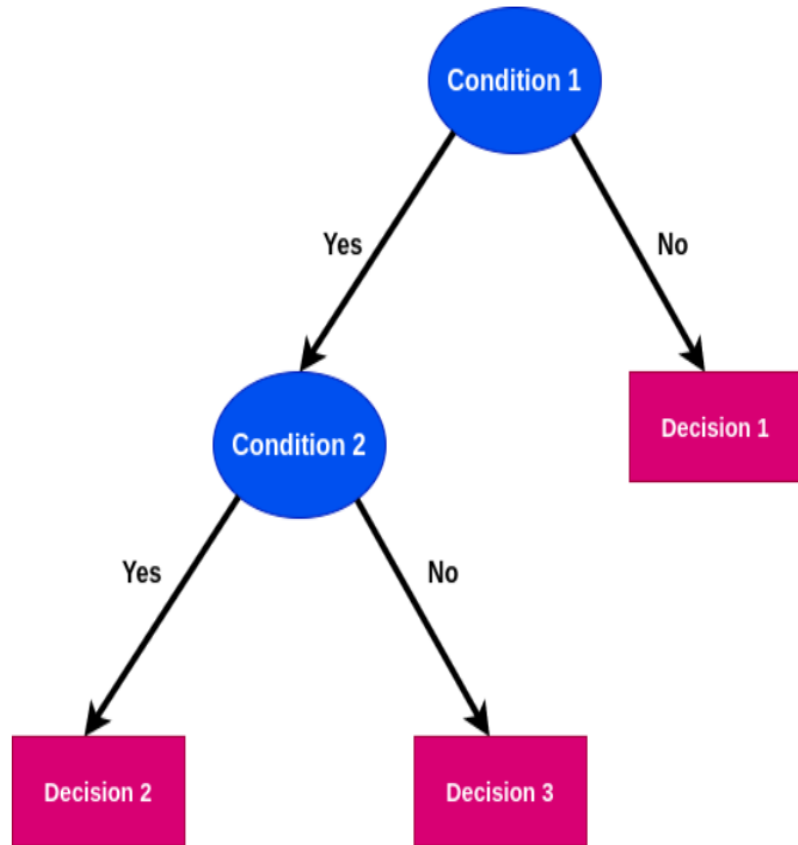 Condition 1
Yes
No
Condition 2
Decision 1
Yes
No
Decision 2
Decision 3